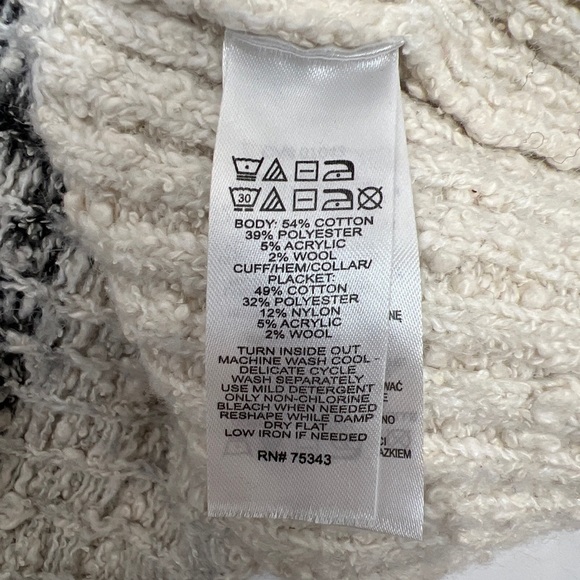 30
BODY: 54% COTTON
39% POLYESTER
5% ACRYLIC
2% WOOL
CUFF/HEM/COLLAR/
PLACKET:
49% COTTON
32% POLYESTER
12% NYLON
5% ACRYLIC
2% WOOL
TURN INSIDE OUT
MACHINE WASH COOL -
DELICATE CYCLE
WASH SEPARATELY
USE MILD DETERGENT
ONLY NON-CHLORINE
BLEACH WHEN NEEDED
RESHAPE WHILE DAMP
DRY FLAT
LOW IRON IF NEEDED
RN# 75343